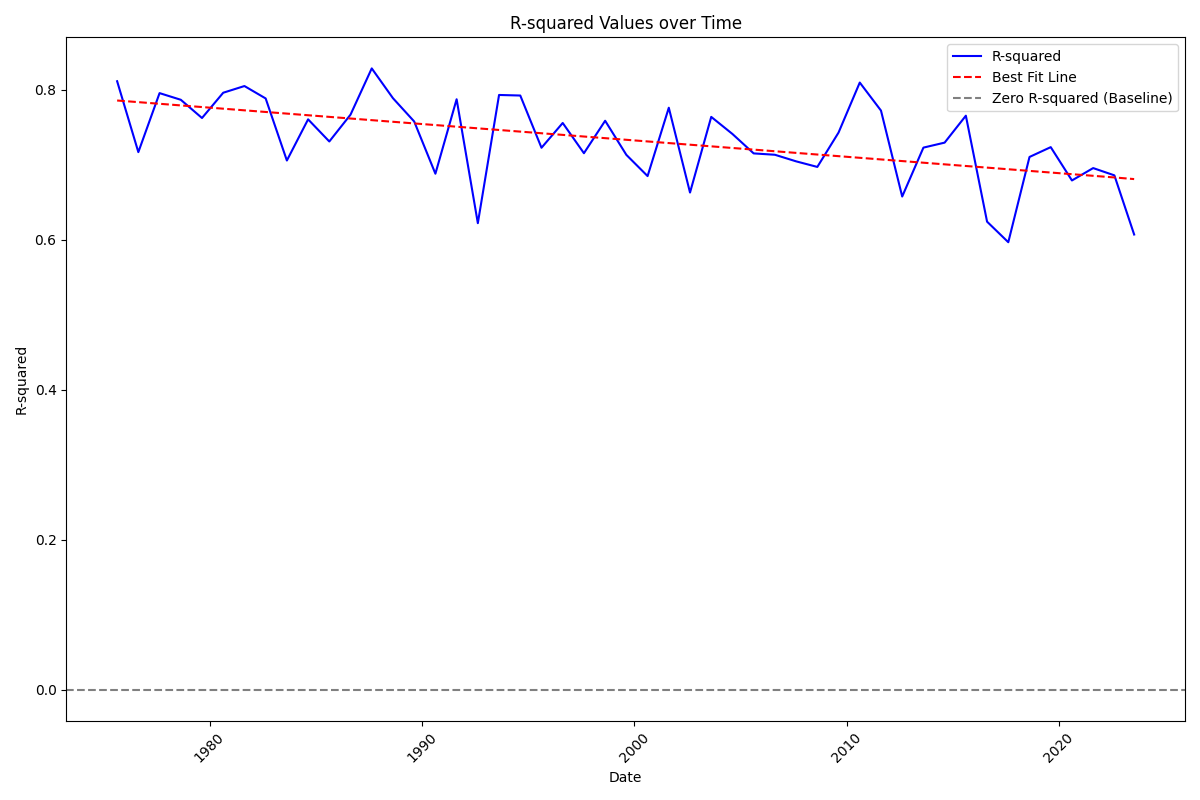 R-squared Values over Time
R-squared
Best Fit Line
Zero R-squared (Baseline)
R-squared
0.8
0.6
0.4
0.2
0.0
1980
1990
2000
2010
2020
Date